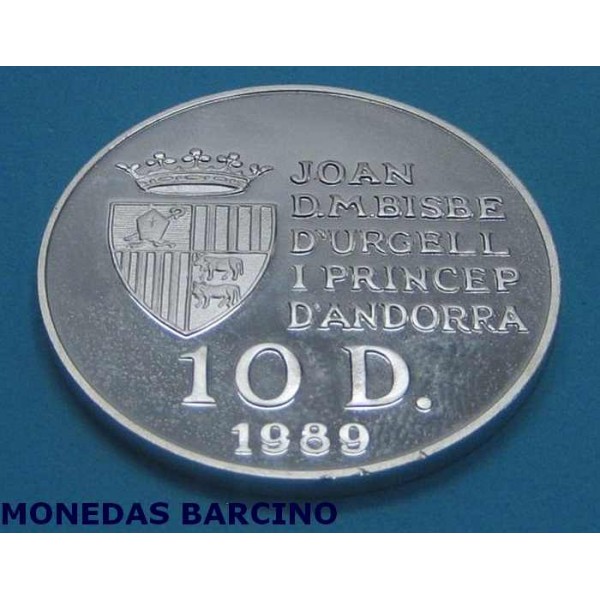 JOAN
D.M.BISBE
D'URGELL
I PRINCEP
D'ANDORRA
10 D.
1989
MONEDAS BARCINO